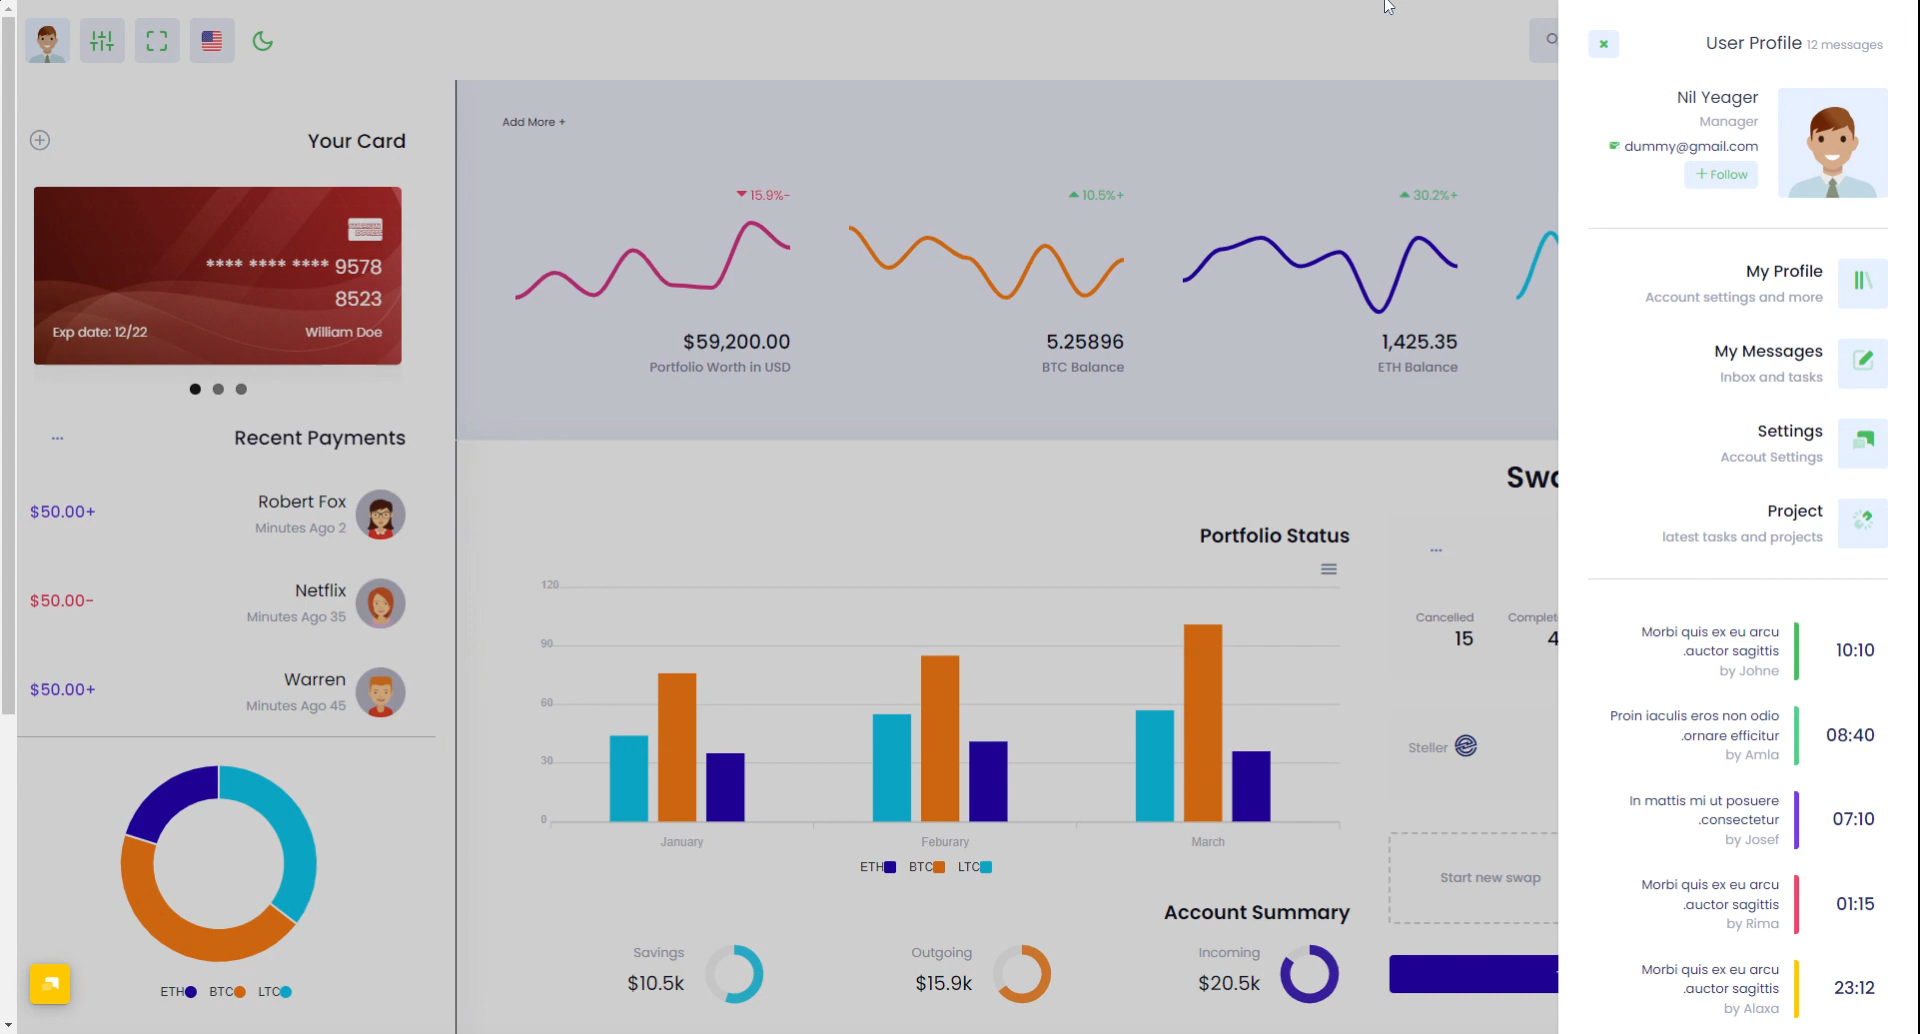 User Profile 12 messages
Nil Yeager
Manager
dummy@gmail.com
+ Follow
My Profile
Account settings and more
My Messages
Inbox and tasks
Settings
Accout Settings
Project
latest tasks and projects
Morbi quis ex eu arcu
.auctor sagittis
by Johne
10:10
Proin iaculis eros non odio
.ornare efficitur
by Amla
08:40
In mattis mi ut posuere
.consectetur
by Josef
07:10
Morbi quis ex eu arcu
.auctor sagittis
by Rima
01:15
Morbi quis ex eu arcu
.auctor sagittis
by Alaxa
23:12
Your Card
**** **** **** 9578
8523
Exp date: 12/22
William Doe
Recent Payments
Robert Fox
Minutes Ago 2
$50.00+
Netflix
Minutes Ago 35
$50.00-
Warren
Minutes Ago 45
$50.00+
ETH BTC LTC
Add More +
15.9%-
$59,200.00
Portfolio Worth in USD
10.5%+
5.25896
BTC Balance
30.2%+
1,425.35
ETH Balance
Portfolio Status
120
90
60
30
0
January
Feburary
March
ETH BTC LTC
Account Summary
Savings
$10.5k
Outgoing
$15.9k
Incoming
$20.5k
Cancelled
15
Steller
Start new swap